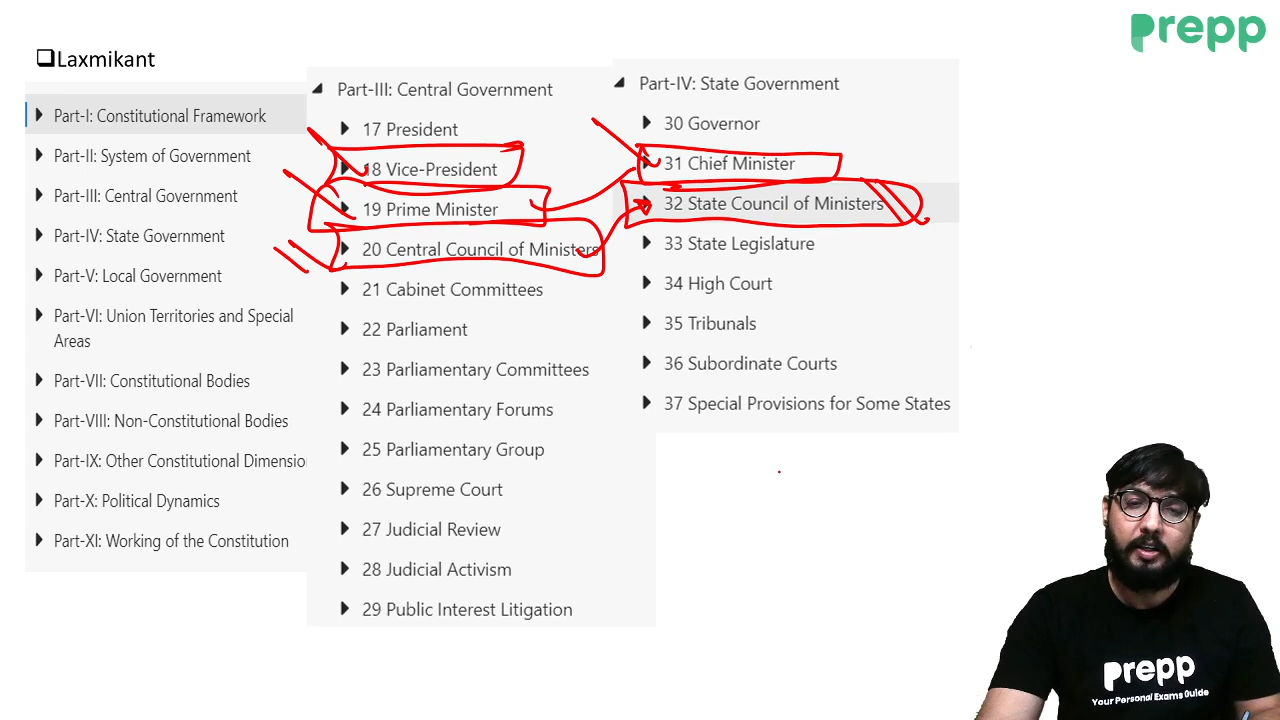 prepp
❑Laxmikant
Part-I: Constitutional Framework
Part-II: System of Government
Part-III: Central Government
Part-IV: State Government
Part-V: Local Government
Part-VI: Union Territories and Special
Areas
Part-VII: Constitutional Bodies
Part-VIII: Non-Constitutional Bodies
Part-IX: Other Constitutional Dimensio
Part-X: Political Dynamics
Part-XI: Working of the Constitution
Part-III: Central Government
17 President
18 Vice-President
19 Prime Minister
20 Central Council of Ministers
21 Cabinet Committees
22 Parliament
23 Parliamentary Committees
24 Parliamentary Forums
25 Parliamentary Group
26 Supreme Court
27 Judicial Review
28 Judicial Activism
29 Public Interest Litigation
Part-IV: State Government
30 Governor
31 Chief Minister
32 State Council of Ministers
33 State Legislature
34 High Court
35 Tribunals
36 Subordinate Courts
37 Special Provisions for Some States
prepp
Your Personal Exams Guide